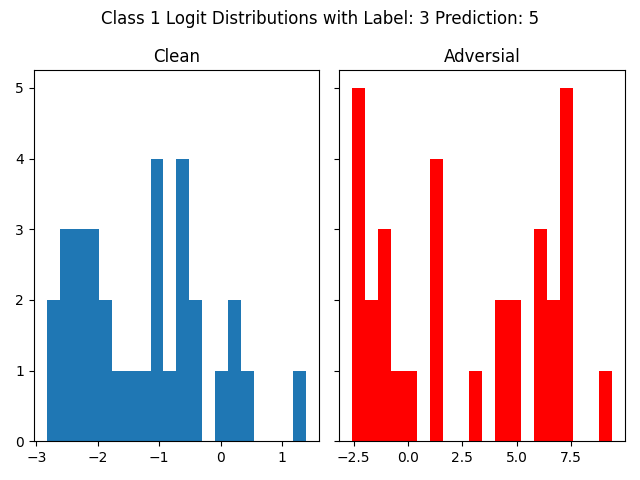 Class 1 Logit Distributions with Label: 3 Prediction: 5
Clean
Adversial
5
4
3
2
1
0
−3 −2 −1 0 1
−2.5 0.0 2.5 5.0 7.5